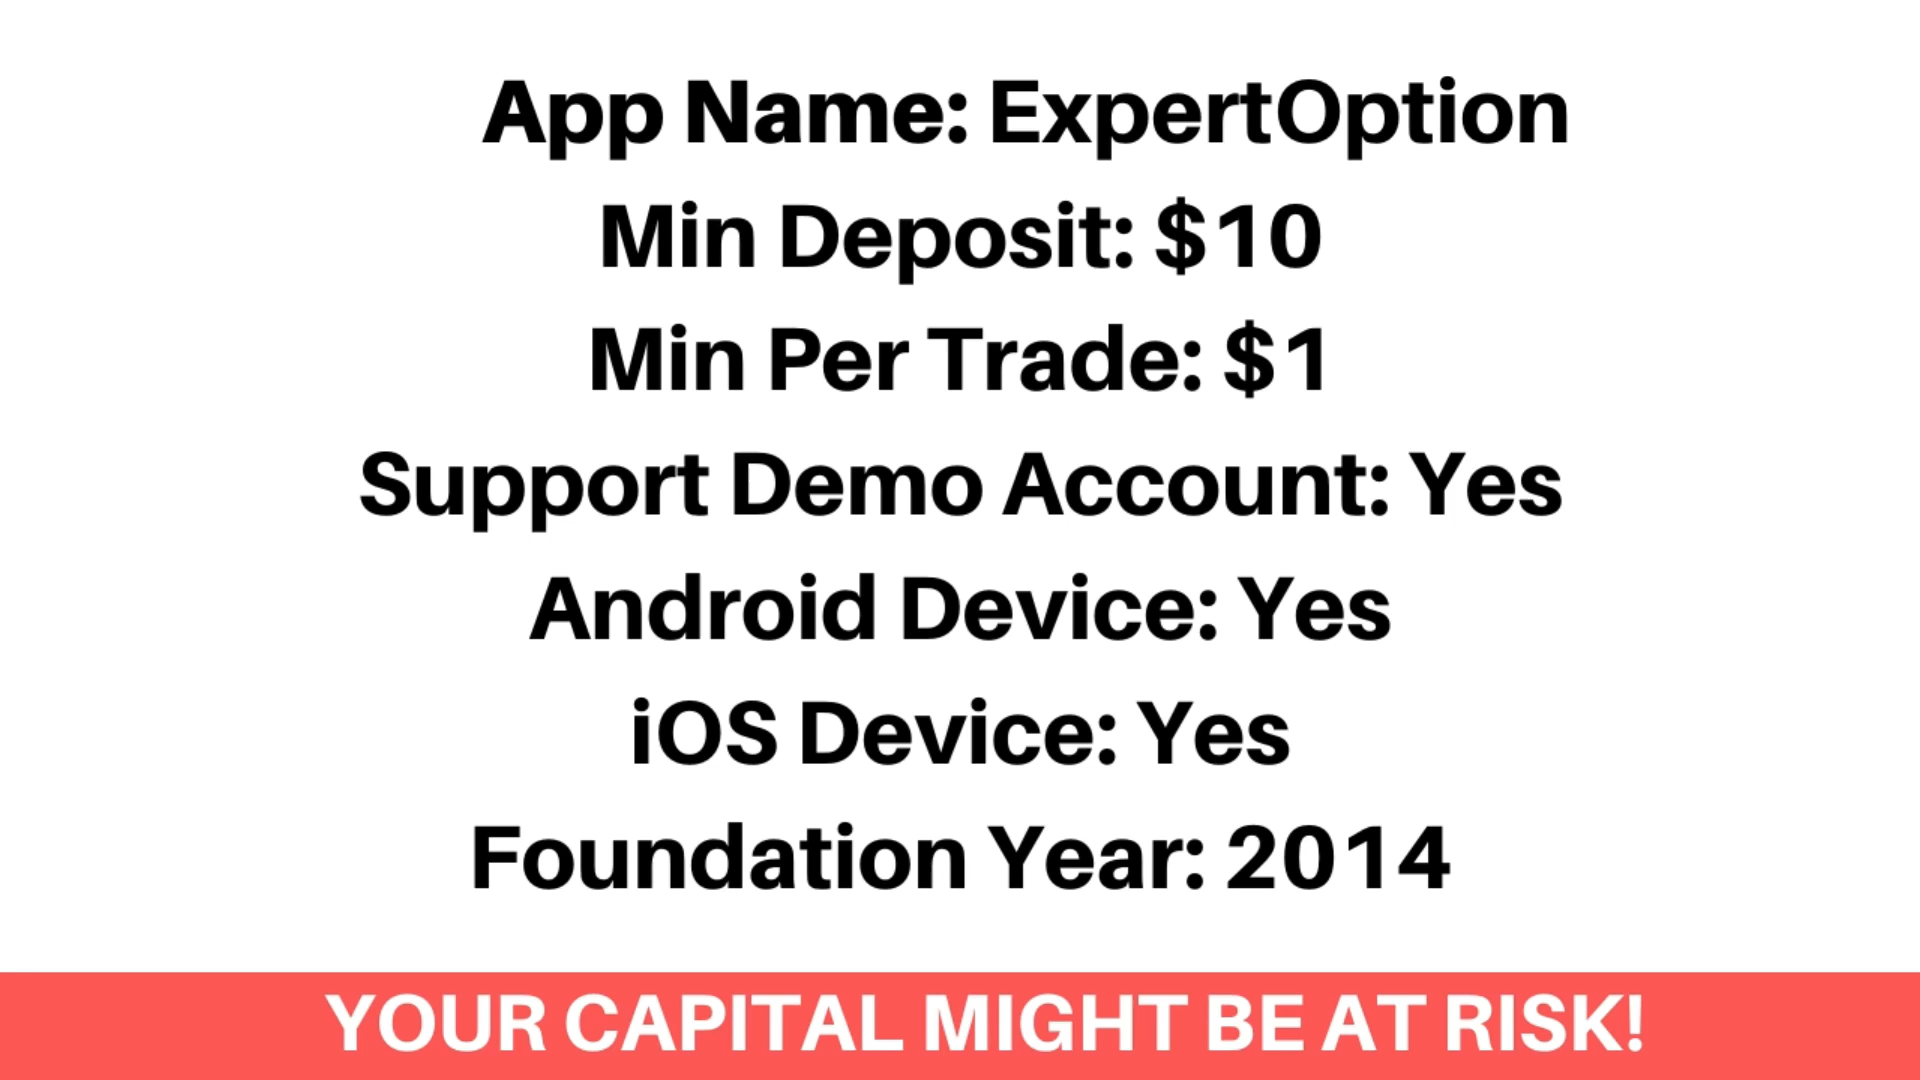 App Name: ExpertOption
Min Deposit: $10
Min Per Trade: $1
Support Demo Account: Yes
Android Device: Yes
iOS Device: Yes
Foundation Year: 2014
YOUR CAPITAL MIGHT BE AT RISK!